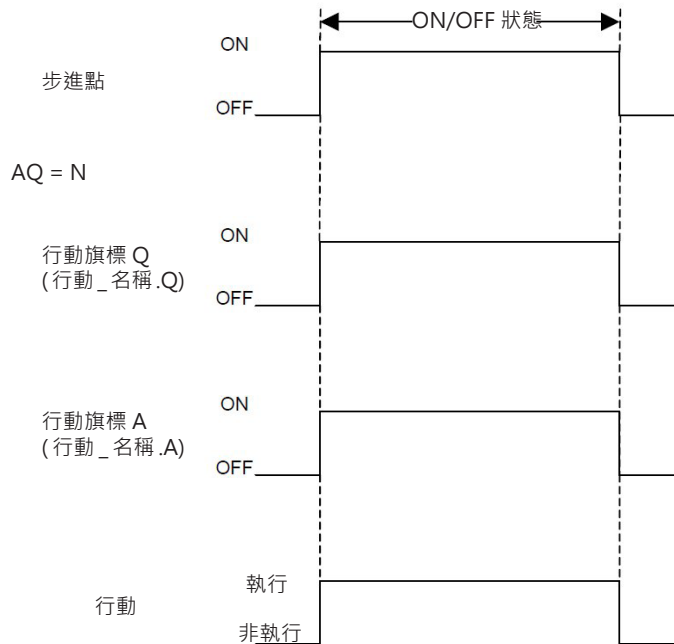 ON/OFF 狀態
ON
步進點
OFF
AQ = N
ON
行動旗標 Q
(行動_名稱.Q)
OFF
ON
行動旗標 A
(行動_名稱.A)
OFF
執行
行動
非執行